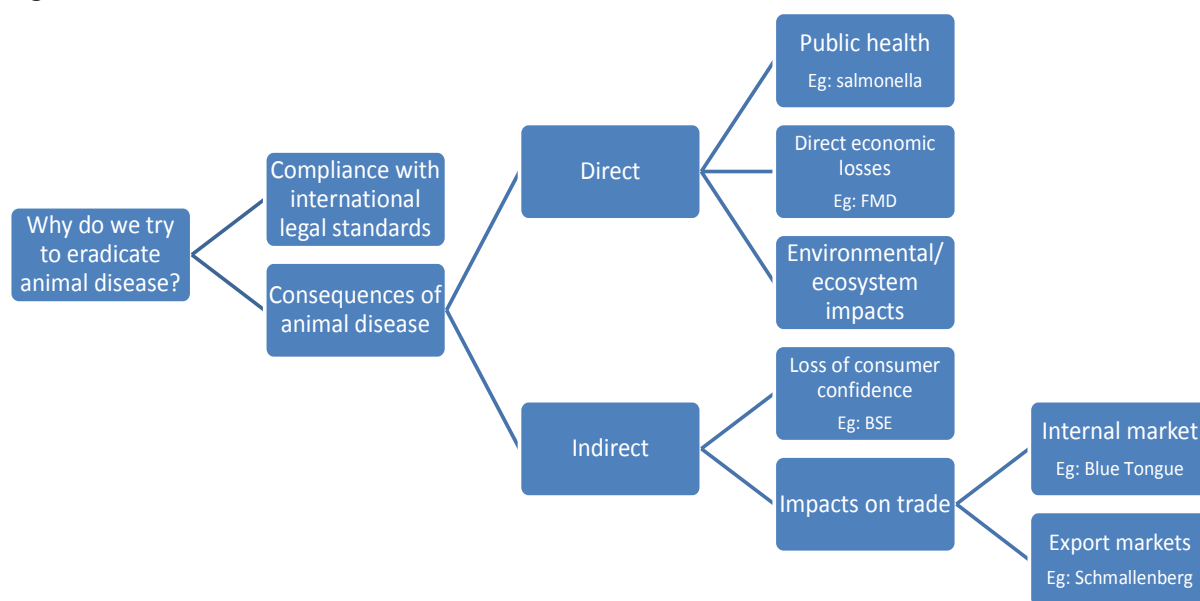 Why do we try
to eradicate
animal disease?
Compliance with
international
legal standards
Consequences of
animal disease
Direct
Public health
Eg: salmonella
Direct economic
losses
Eg: FMD
Environmental/
ecosystem
impacts
Indirect
Loss of consumer
confidence
Eg: BSE
Impacts on trade
Internal market
Eg: Blue Tongue
Export markets
Eg: Schmallenberg